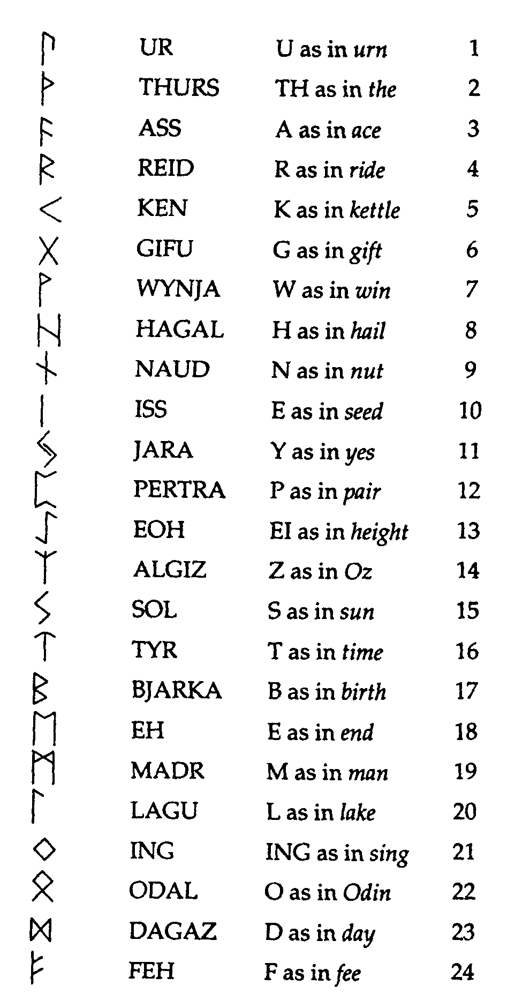 ᚢ UR U as in urn 1
ᚦ THURS TH as in the 2
ᚨ ASS A as in ace 3
ᚱ REID R as in ride 4
ᚲ KEN K as in kettle 5
ᚷ GIFU G as in gift 6
ᚹ WYNJA W as in win 7
ᚺ HAGAL H as in hail 8
ᚾ NAUD N as in nut 9
ᛁ ISS E as in seed 10
ᛃ JARA Y as in yes 11
ᛈ PERTRA P as in pair 12
ᛇ EOH EI as in height 13
ᛉ ALGIZ Z as in Oz 14
ᛊ SOL S as in sun 15
ᛏ TYR T as in time 16
ᛒ BJARKA B as in birth 17
ᛖ EH E as in end 18
ᛗ MADR M as in man 19
ᛚ LAGU L as in lake 20
ᛜ ING ING as in sing 21
ᛟ ODAL O as in Odin 22
ᛞ DAGAZ D as in day 23
ᚠ FEH F as in fee 24